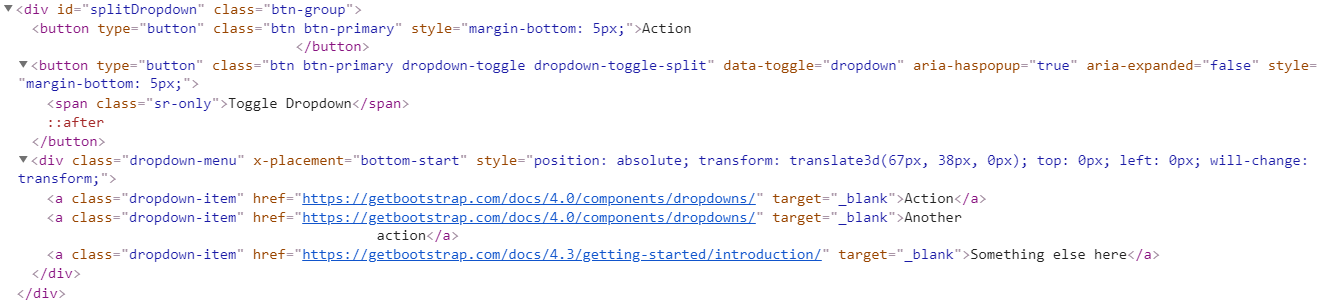 ▼<div id="splitDropdown" class="btn-group">
<button type="button" class="btn btn-primary" style="margin-bottom: 5px;">Action
</button>
▼<button type="button" class="btn btn-primary dropdown-toggle dropdown-toggle-split" data-toggle="dropdown" aria-haspopup="true" aria-expanded="false" style=
"margin-bottom: 5px;">
<span class="sr-only">Toggle Dropdown</span>
::after
</button>
▼<div class="dropdown-menu" x-placement="bottom-start" style="position: absolute; transform: translate3d(67px, 38px, 0px); top: 0px; left: 0px; will-change:
transform;">
<a class="dropdown-item" href="https://getbootstrap.com/docs/4.0/components/dropdowns/" target="_blank">Action</a>
<a class="dropdown-item" href="https://getbootstrap.com/docs/4.0/components/dropdowns/" target="_blank">Another
action</a>
<a class="dropdown-item" href="https://getbootstrap.com/docs/4.3/getting-started/introduction/" target="_blank">Something else here</a>
</div>
</div>